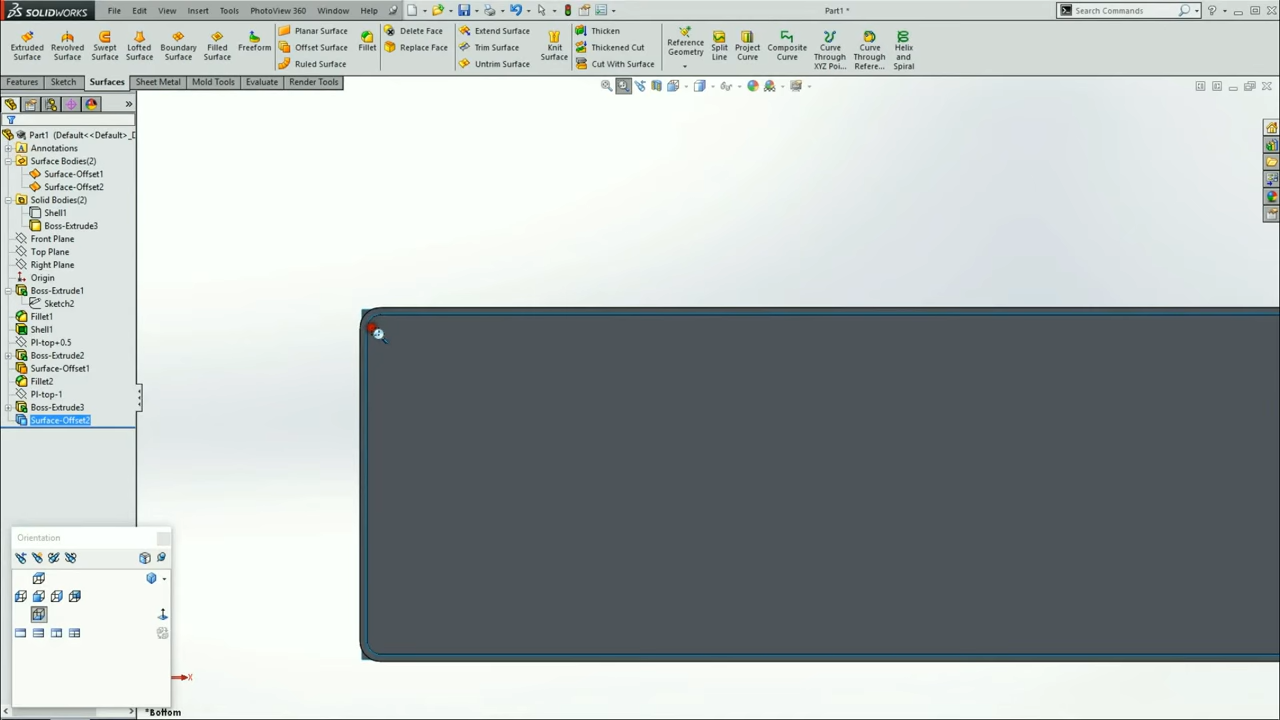 SOLIDWORKS File Edit View Insert Tools PhotoView 360 Window Help Part1 * Search Commands
Extruded Surface
Revolved Surface
Swept Surface
Lofted Surface
Boundary Surface
Filled Surface
Freeform
Planar Surface
Offset Surface
Ruled Surface
Fillet
Delete Face
Replace Face
Extend Surface
Trim Surface
Untrim Surface
Knit Surface
Thicken
Thickened Cut
Cut With Surface
Reference Geometry
Split Line
Project Curve
Composite Curve
Curve Through XYZ Poi...
Curve Through Refere...
Helix and Spiral
Features Sketch Surfaces Sheet Metal Mold Tools Evaluate Render Tools
Part1 (Default<<Default>_D
Annotations
Surface Bodies(2)
Surface-Offset1
Surface-Offset2
Solid Bodies(2)
Shell1
Boss-Extrude3
Front Plane
Top Plane
Right Plane
Origin
Boss-Extrude1
Sketch2
Fillet1
Shell1
Pl-top+0.5
Boss-Extrude2
Surface-Offset1
Fillet2
Pl-top-1
Boss-Extrude3
Surface-Offset2
Orientation
X
*Bottom